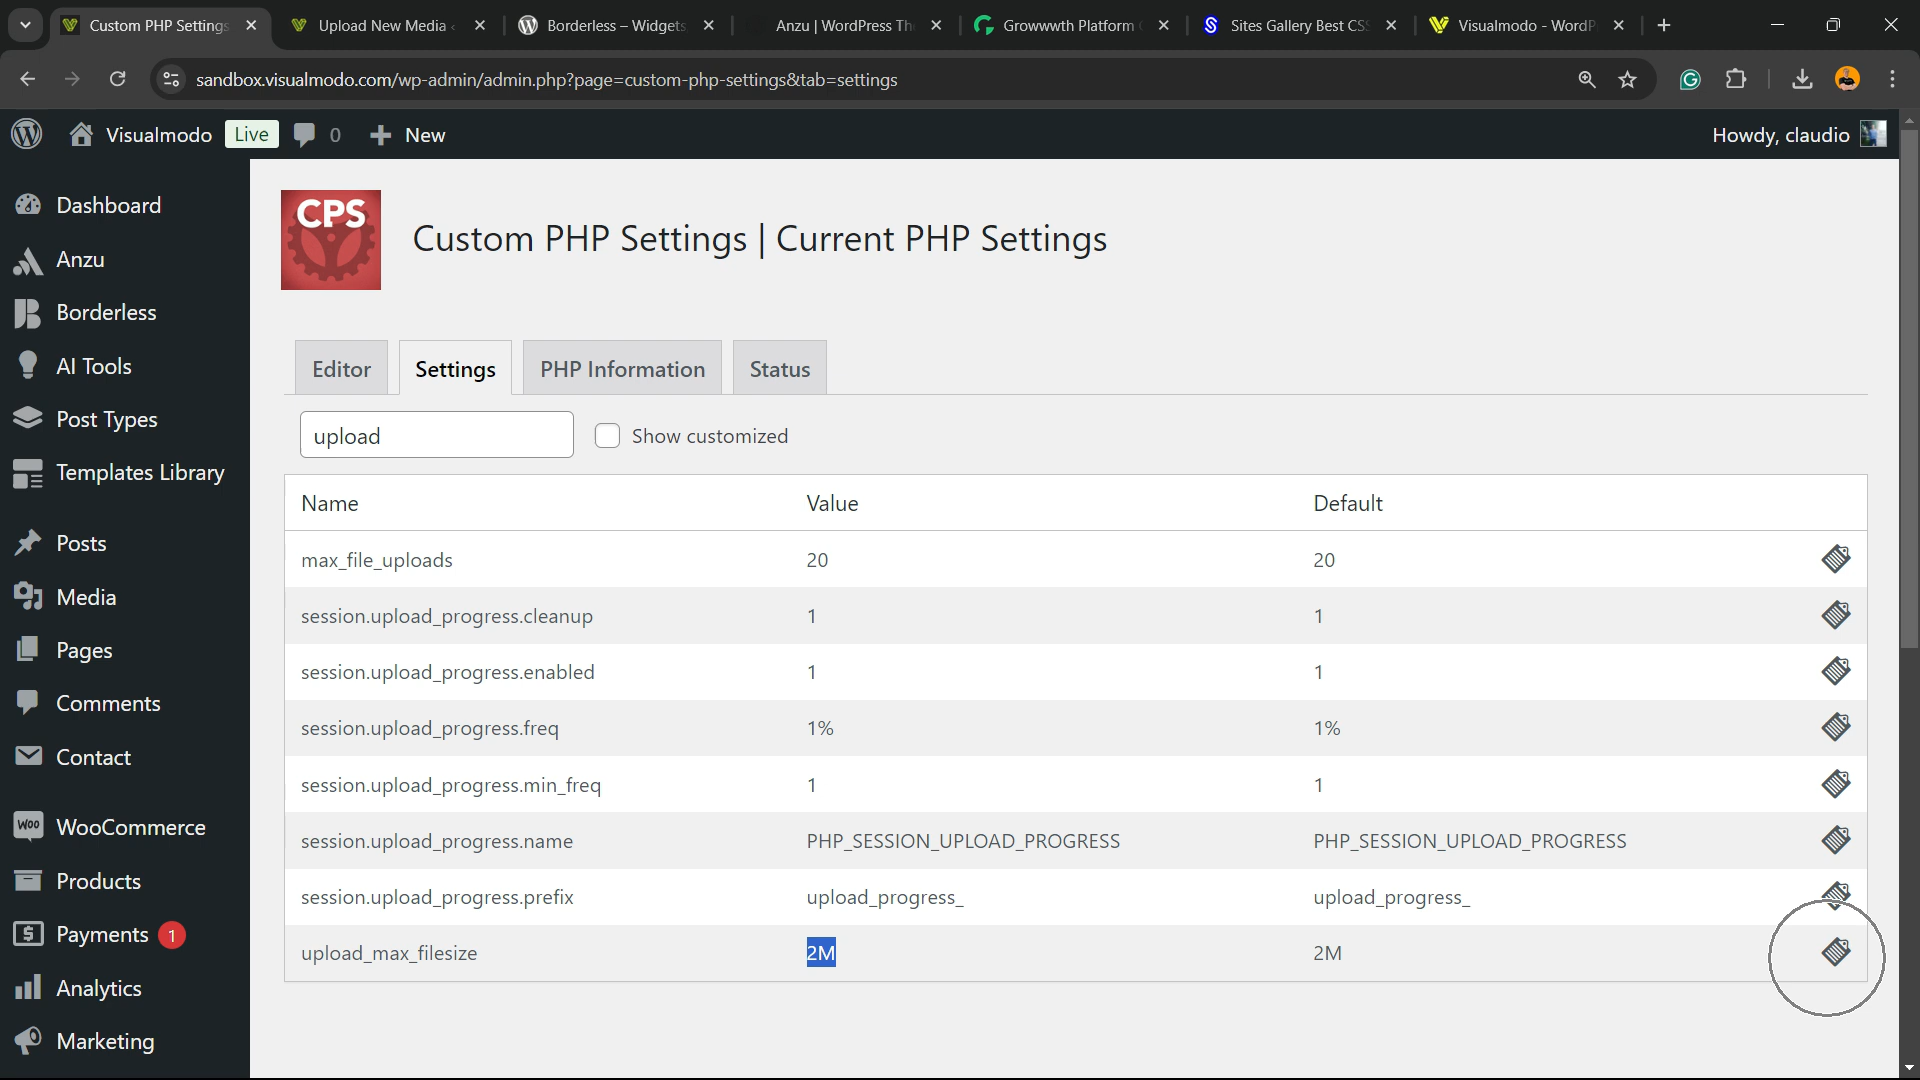 Custom PHP Settings
Upload New Media
Borderless – Widgets
Anzu | WordPress Th
Growwwth Platform
Sites Gallery Best CSS
Visualmodo - WordP
sandbox.visualmodo.com/wp-admin/admin.php?page=custom-php-settings&tab=settings
Visualmodo Live 0 New
Howdy, claudio
Dashboard
Anzu
Borderless
AI Tools
Post Types
Templates Library
Posts
Media
Pages
Comments
Contact
Woo WooCommerce
Products
Payments 1
Analytics
Marketing
CPS
Custom PHP Settings | Current PHP Settings
Editor Settings PHP Information Status
upload Show customized
Name Value Default
max_file_uploads 20 20
session.upload_progress.cleanup 1 1
session.upload_progress.enabled 1 1
session.upload_progress.freq 1% 1%
session.upload_progress.min_freq 1 1
session.upload_progress.name PHP_SESSION_UPLOAD_PROGRESS PHP_SESSION_UPLOAD_PROGRESS
session.upload_progress.prefix upload_progress_ upload_progress_
upload_max_filesize 2M 2M